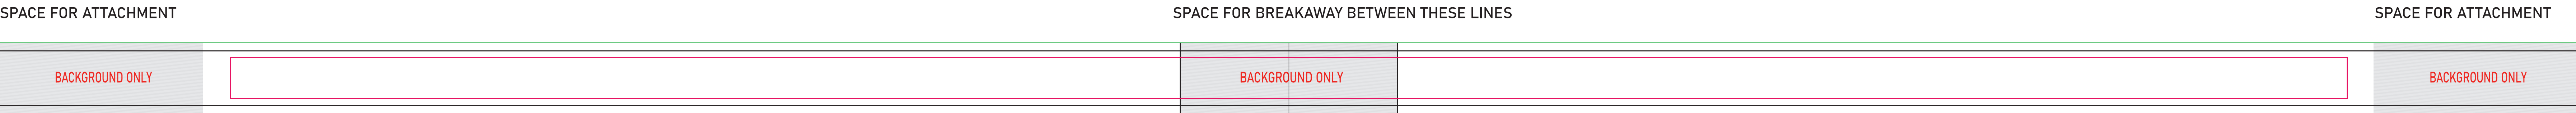 SPACE FOR ATTACHMENT
SPACE FOR BREAKAWAY BETWEEN THESE LINES
SPACE FOR ATTACHMENT
BACKGROUND ONLY
BACKGROUND ONLY
BACKGROUND ONLY